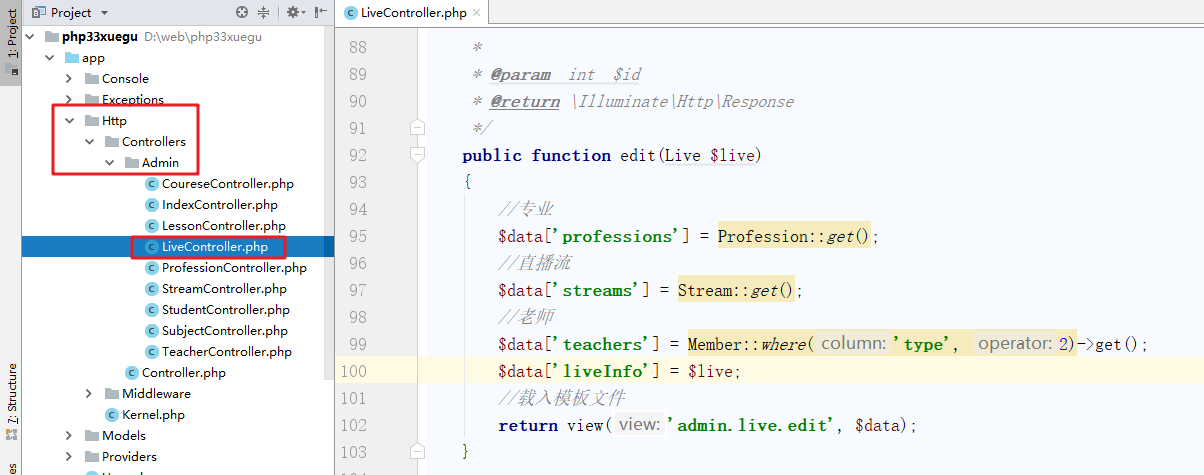 1: Project
7: Structure
Project
php33xuegu D:\web\php33xuegu
app
Console
Exceptions
Http
Controllers
Admin
CoureseController.php
IndexController.php
LessonController.php
LiveController.php
ProfessionController.php
StreamController.php
StudentController.php
SubjectController.php
TeacherController.php
Controller.php
Middleware
Kernel.php
Models
Providers
LiveController.php
88 *
89 * @param int $id
90 * @return \Illuminate\Http\Response
91 */
92 public function edit(Live $live)
93 {
94 //专业
95 $data['professions'] = Profession::get();
96 //直播流
97 $data['streams'] = Stream::get();
98 //老师
99 $data['teachers'] = Member::where( column: 'type', operator: 2)->get();
100 $data['liveInfo'] = $live;
101 //载入模板文件
102 return view( view: 'admin.live.edit', $data);
103 }